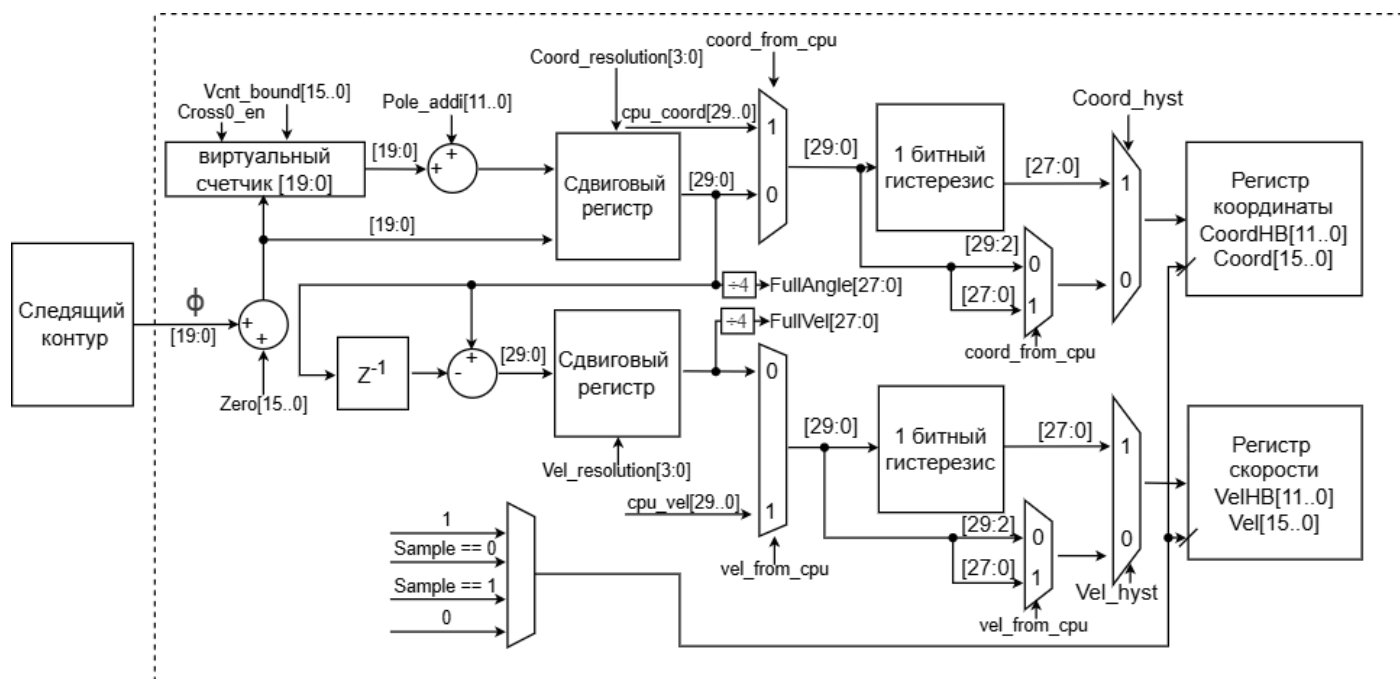 coord_from_cpu
Coord_resolution[3:0]
Vcnt_bound[15..0]
Cross0_en
Pole_addi[11..0]
cpu_coord[29..0]
Coord_hyst
виртуальный
счетчик [19:0]
[19:0]
+
+
Сдвиговый
регистр
[29:0]
1
0
[29:0]
1 битный
гистерезис
[27:0]
1
0
Регистр
координаты
CoordHB[11..0]
Coord[15..0]
[19:0]
[29:2]
0
[27:0]
1
coord_from_cpu
÷4
FullAngle[27:0]
Следящий
контур
ϕ
[19:0]
+
+
Zero[15..0]
Z-1
+
-
[29:0]
Сдвиговый
регистр
÷4
FullVel[27:0]
Vel_resolution[3:0]
cpu_vel[29..0]
0
1
vel_from_cpu
[29:0]
1 битный
гистерезис
[27:0]
1
0
Регистр
скорости
VelHB[11..0]
Vel[15..0]
[29:2]
0
[27:0]
1
vel_from_cpu
Vel_hyst
1
Sample == 0
Sample == 1
0